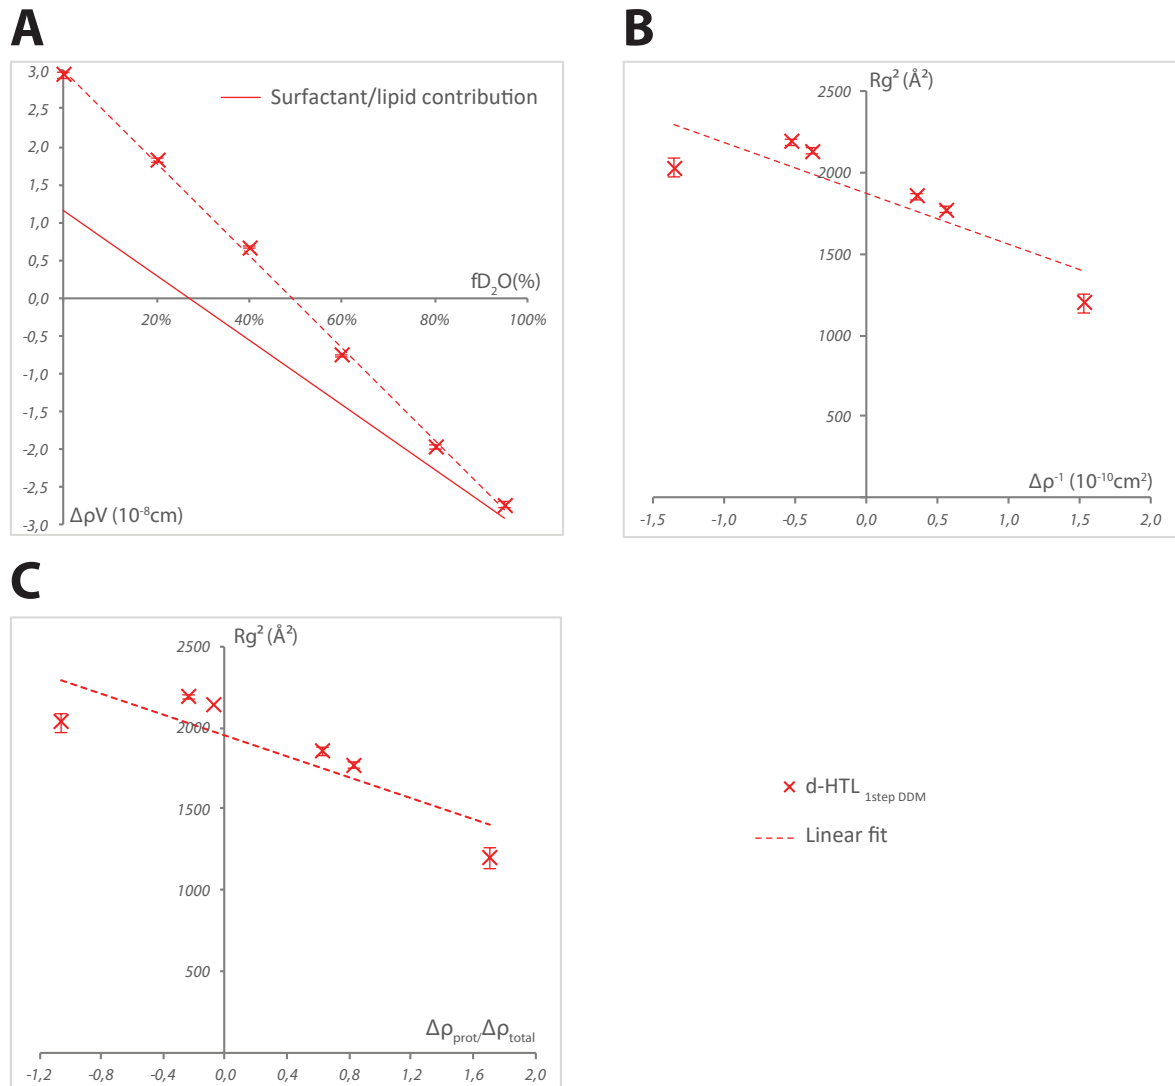 A
3,0
2,5
2,0
1,5
1,0
0,5
0,0
-0,5
-1,0
-1,5
-2,0
-2,5
-3,0
Surfactant/lipid contribution
fD₂O(%)
20% 40% 60% 80% 100%
ΔρV (10⁻⁸cm)
B
Rg² (Å²)
2500
2000
1500
1000
500
Δρ⁻¹ (10⁻¹⁰cm²)
-1,5 -1,0 -0,5 0,0 0,5 1,0 1,5 2,0
C
Rg² (Å²)
2500
2000
1500
1000
500
Δρprot/Δρtotal
-1,2 -0,8 -0,4 0,0 0,4 0,8 1,2 1,6 2,0
d-HTL 1step DDM
Linear fit